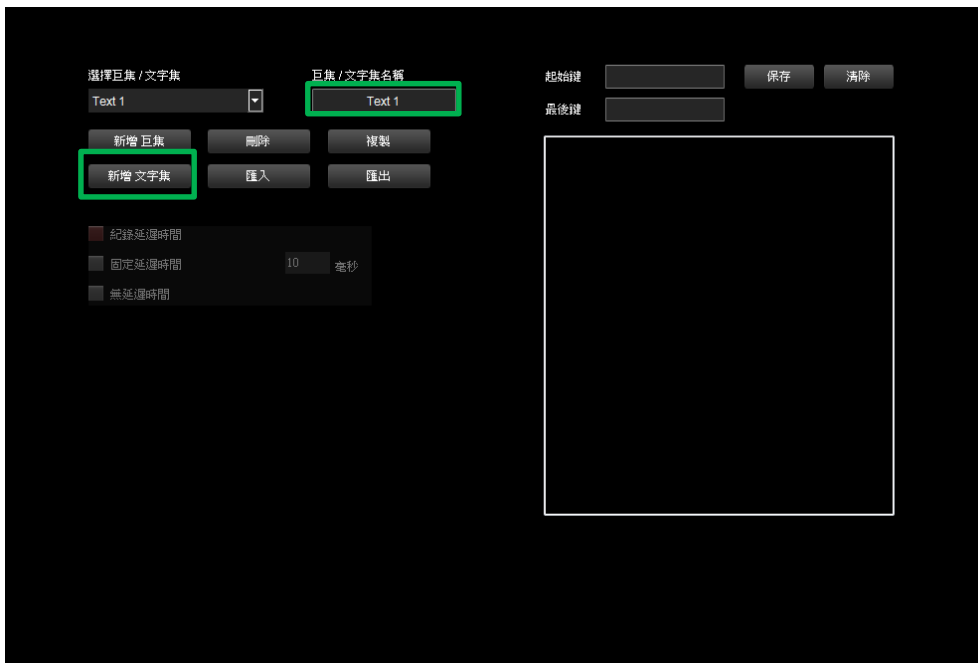 選擇巨集 / 文字集
巨集 / 文字集名稱
Text 1
Text 1
新增 巨集
刪除
複製
新增 文字集
匯入
匯出
紀錄延遲時間
固定延遲時間
10
毫秒
無延遲時間
起始鍵
保存
清除
最後鍵